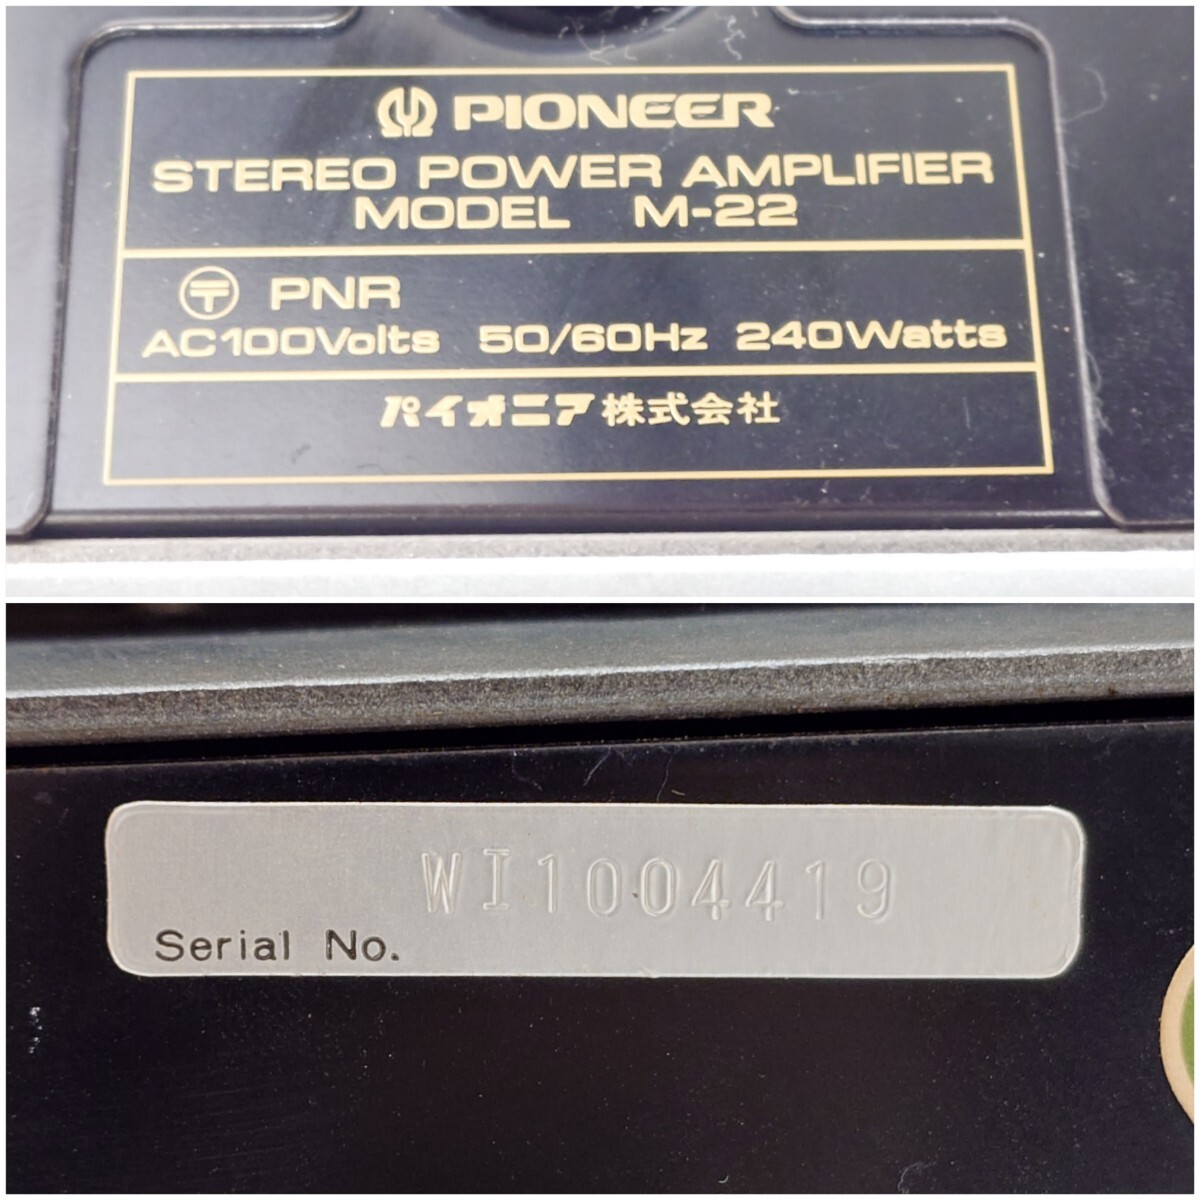 PIONEER
STEREO POWER AMPLIFIER
MODEL M-22
〶 PNR
AC100Volts 50/60Hz 240Watts
パイオニア株式会社
WI1004419
Serial No.